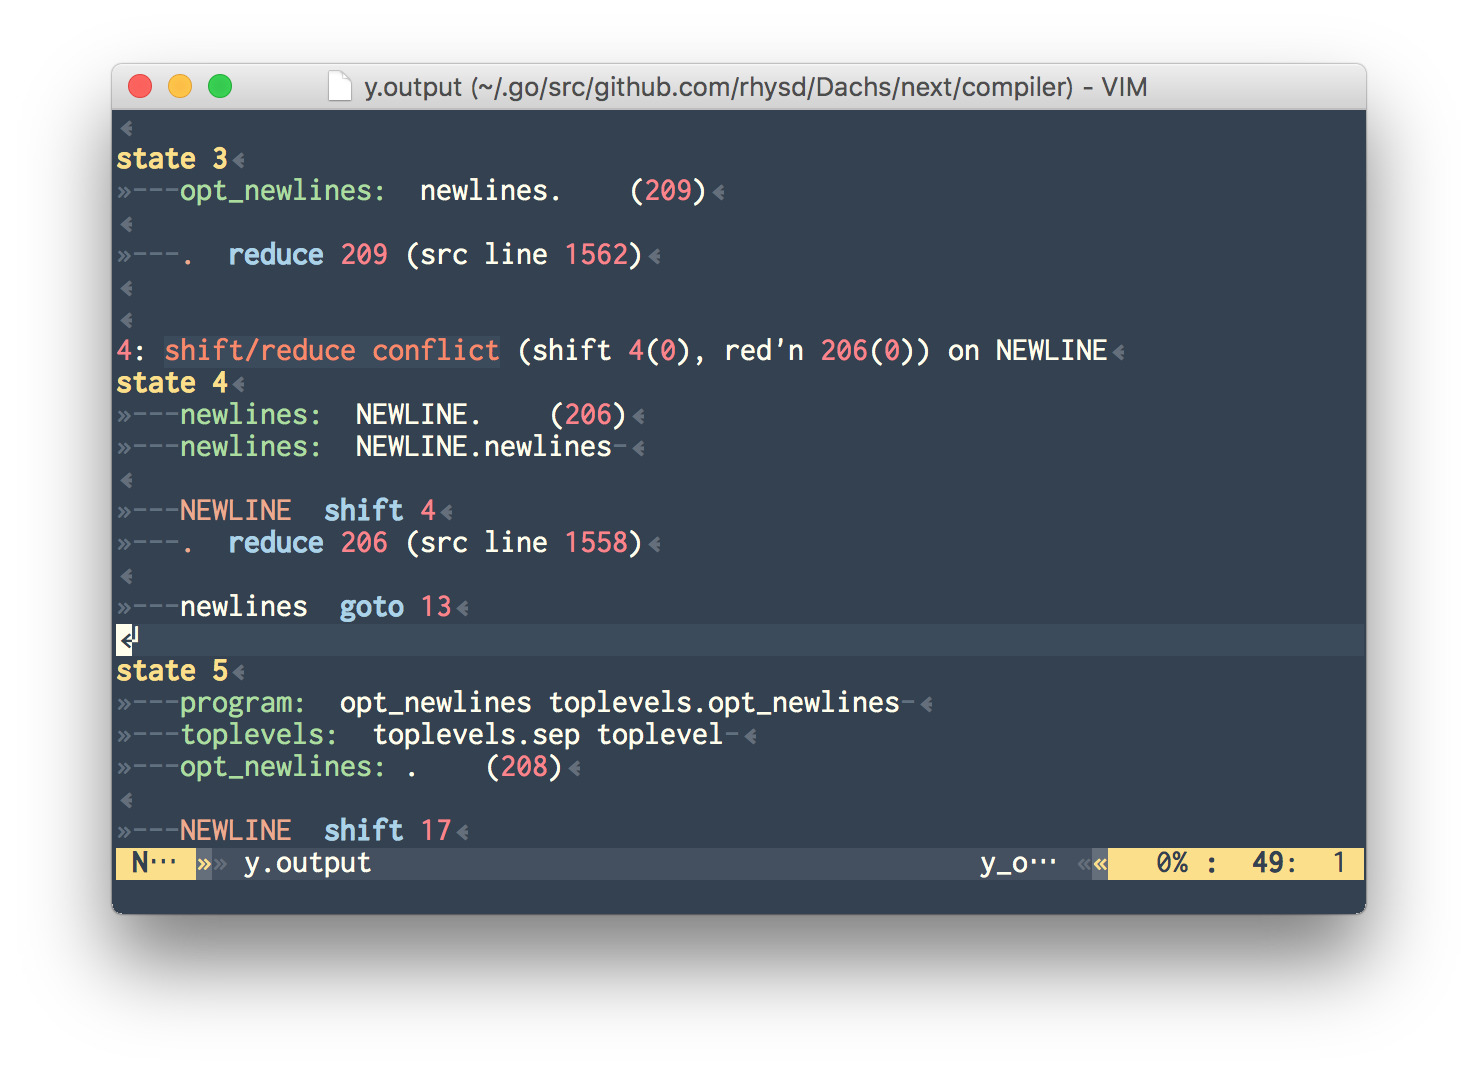 y.output (~/.go/src/github.com/rhysd/Dachs/next/compiler) - VIM
state 3
»---opt_newlines:  newlines.    (209)
»---.  reduce 209 (src line 1562)
4: shift/reduce conflict (shift 4(0), red'n 206(0)) on NEWLINE
state 4
»---newlines:  NEWLINE.    (206)
»---newlines:  NEWLINE.newlines-
»---NEWLINE  shift 4
»---.  reduce 206 (src line 1558)
»---newlines  goto 13
state 5
»---program:  opt_newlines toplevels.opt_newlines-
»---toplevels:  toplevels.sep toplevel-
»---opt_newlines: .    (208)
»---NEWLINE  shift 17
N··· »» y.output y_o··· «« 0% : 49: 1